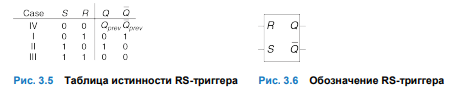 Case S R Q Q̅
IV 0 0 Qprev Q̅prev
I 0 1 0 1
II 1 0 1 0
III 1 1 0 0
R Q
S Q̅
Рис. 3.5 Таблица истинности RS-триггера
Рис. 3.6 Обозначение RS-триггера